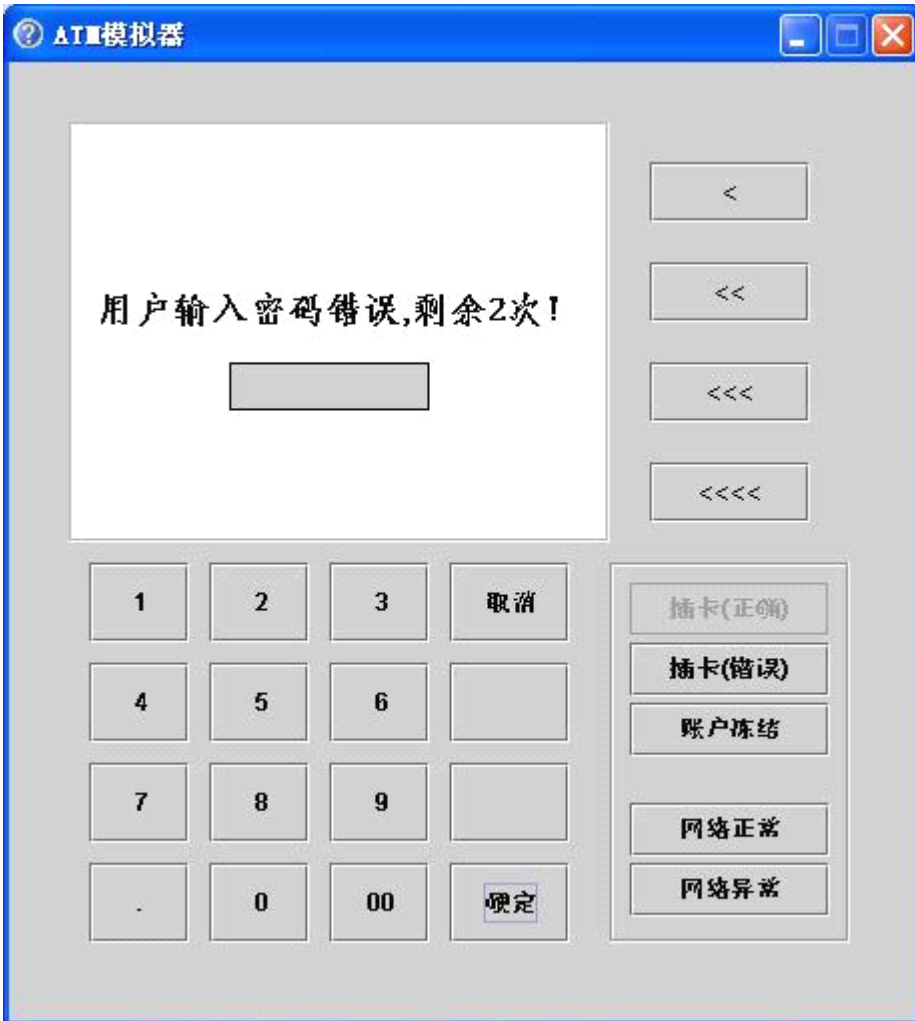 ATM模拟器
用户输入密码错误,剩余2次!
<
<<
<<<
<<<<
1 2 3 取消
4 5 6
7 8 9
. 0 00 确定
插卡(正确)
插卡(错误)
账户冻结
网络正常
网络异常